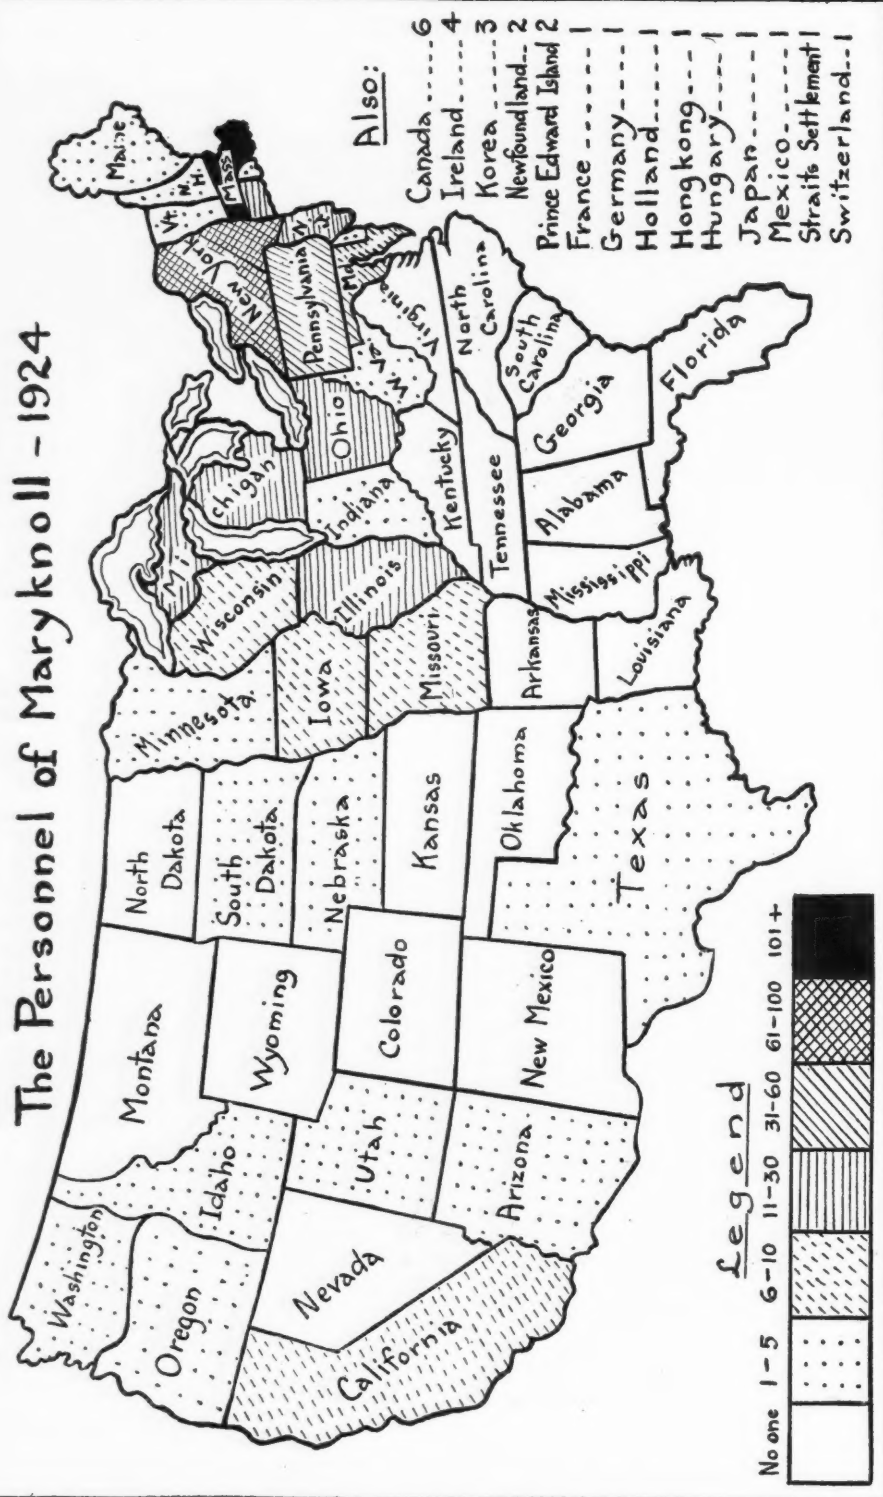 The Personnel of Maryknoll - 1924
Washington
Oregon
California
Nevada
Idaho
Montana
Wyoming
Utah
Arizona
Colorado
New Mexico
North
Dakota
South
Dakota
Nebraska
Kansas
Oklahoma
Texas
Minnesota
Iowa
Missouri
Arkansas
Louisiana
Wisconsin
Illinois
Michigan
Indiana
Ohio
Kentucky
Tennessee
Mississippi
Alabama
Georgia
Florida
South
Carolina
North
Carolina
Virginia
W. Va.
Md.
Pennsylvania
N.
J.
New York
Vt.
N.
H.
Maine
Mass
Also:
Canada ..... 6
Ireland ..... 4
Korea ..... 3
Newfoundland.. 2
Prince Edward Island 2
France ------ 1
Germany ---- 1
Holland ----- 1
Hongkong --- 1
Hungary ---- 1
Japan ----- 1
Mexico ----- 1
Straits Settlement 1
Switzerland -- 1
Legend
No one 1-5 6-10 11-30 31-60 61-100 101+